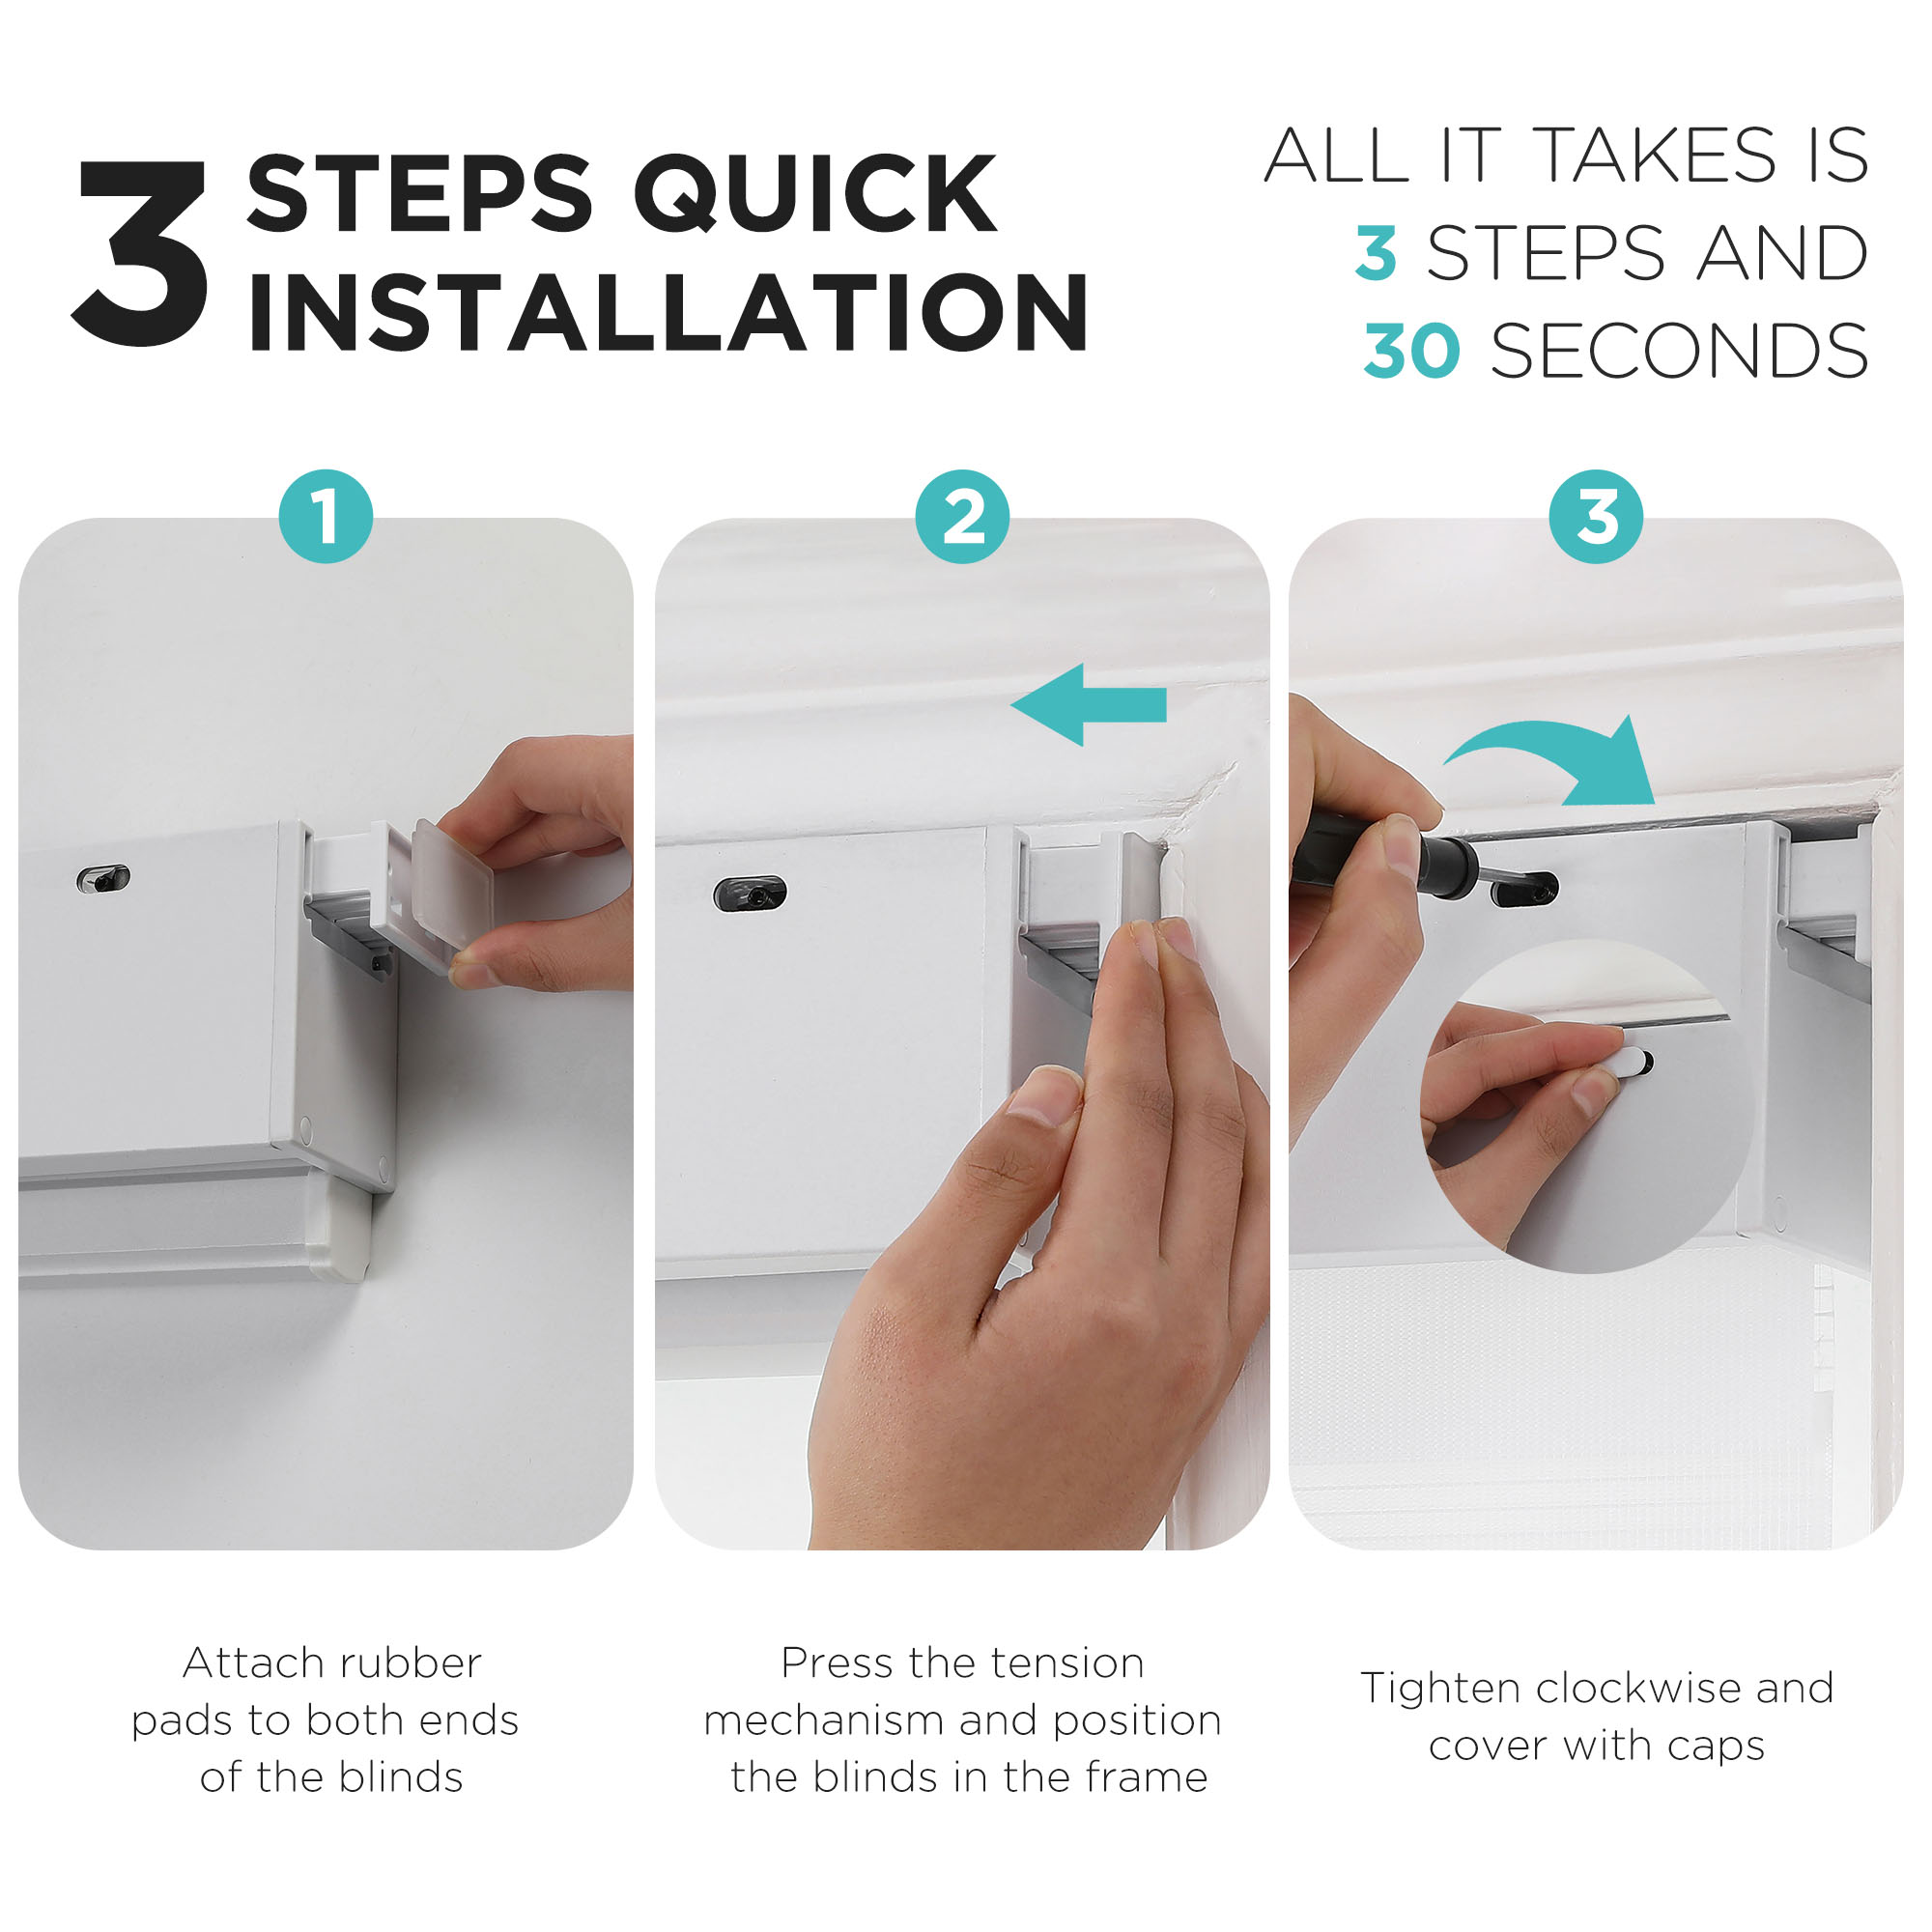 3 STEPS QUICK
INSTALLATION
ALL IT TAKES IS
3 STEPS AND
30 SECONDS
1
2
3
Attach rubber
pads to both ends
of the blinds
Press the tension
mechanism and position
the blinds in the frame
Tighten clockwise and
cover with caps